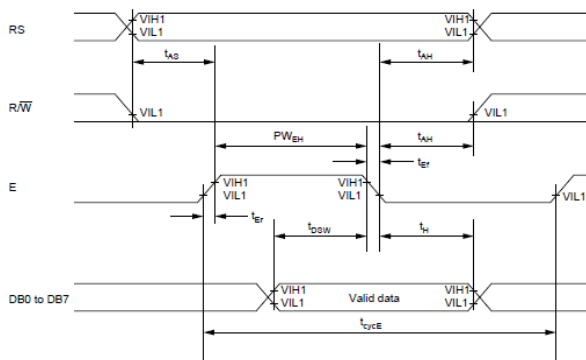 RS
VIH1
VIL1
VIH1
VIL1
tAS
tAH
R/W
VIL1
VIL1
PWEH
tAH
tEf
E
VIH1
VIL1
VIH1
VIL1
VIL1
tEr
tDSW
tH
DB0 to DB7
VIH1
VIL1
Valid data
VIH1
VIL1
tcycE